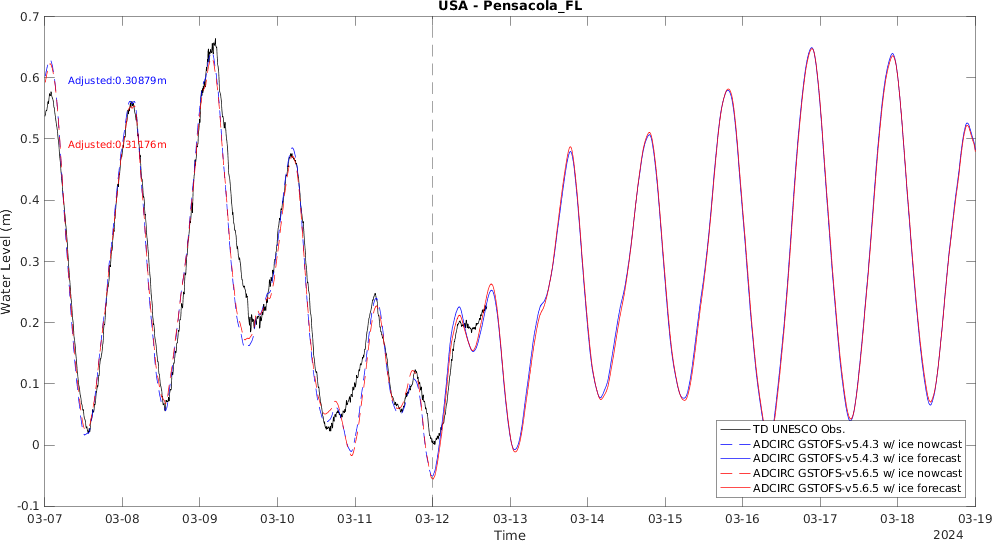 USA - Pensacola_FL
0.7
0.6
0.5
0.4
0.3
0.2
0.1
0
-0.1
Water Level (m)
Adjusted:0.30879m
Adjusted:0.31176m
TD UNESCO Obs.
ADCIRC GSTOFS-v5.4.3 w/ ice nowcast
ADCIRC GSTOFS-v5.4.3 w/ ice forecast
ADCIRC GSTOFS-v5.6.5 w/ ice nowcast
ADCIRC GSTOFS-v5.6.5 w/ ice forecast
03-07 03-08 03-09 03-10 03-11 03-12 03-13 03-14 03-15 03-16 03-17 03-18 03-19
Time
2024